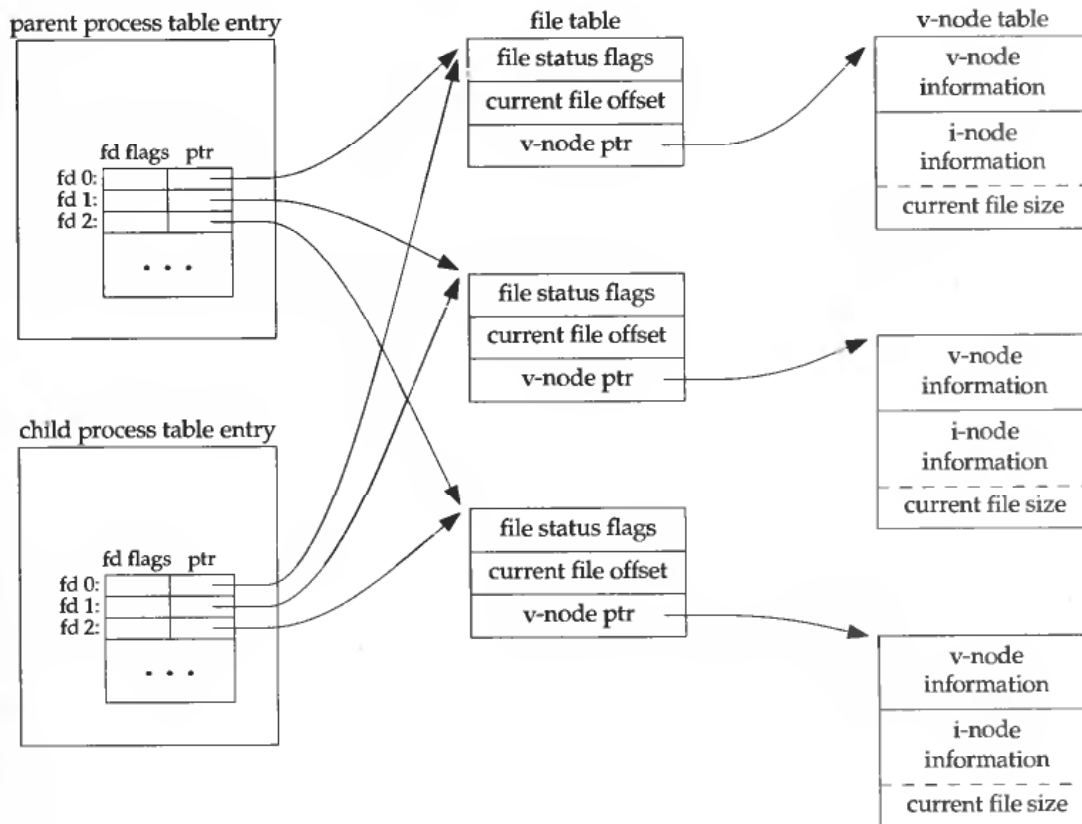 parent process table entry
fd flags ptr
fd 0:
fd 1:
fd 2:
. . .
child process table entry
fd flags ptr
fd 0:
fd 1:
fd 2:
. . .
file table
file status flags
current file offset
v-node ptr
file status flags
current file offset
v-node ptr
file status flags
current file offset
v-node ptr
v-node table
v-node
information
i-node
information
current file size
v-node
information
i-node
information
current file size
v-node
information
i-node
information
current file size